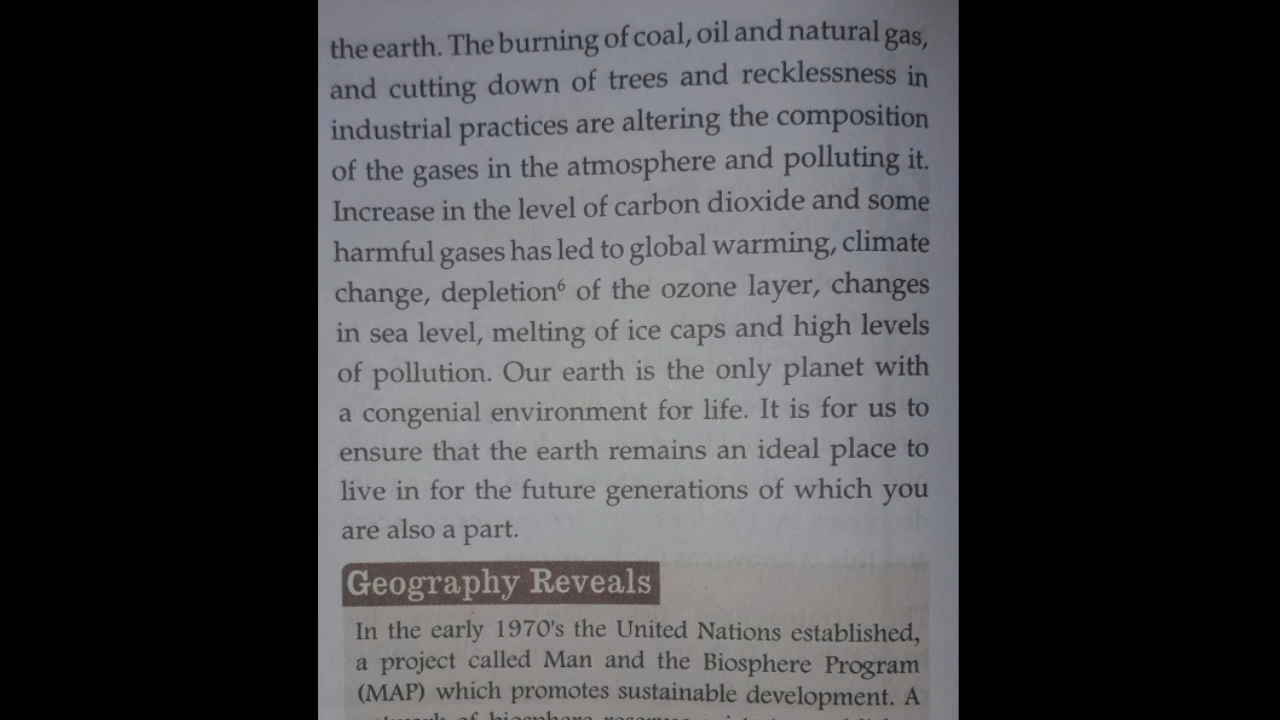 the earth. The burning of coal, oil and natural gas,
and cutting down of trees and recklessness in
industrial practices are altering the composition
of the gases in the atmosphere and polluting it.
Increase in the level of carbon dioxide and some
harmful gases has led to global warming, climate
change, depletion⁶ of the ozone layer, changes
in sea level, melting of ice caps and high levels
of pollution. Our earth is the only planet with
a congenial environment for life. It is for us to
ensure that the earth remains an ideal place to
live in for the future generations of which you
are also a part.
Geography Reveals
In the early 1970's the United Nations established,
a project called Man and the Biosphere Program
(MAP) which promotes sustainable development. A
of biosphere